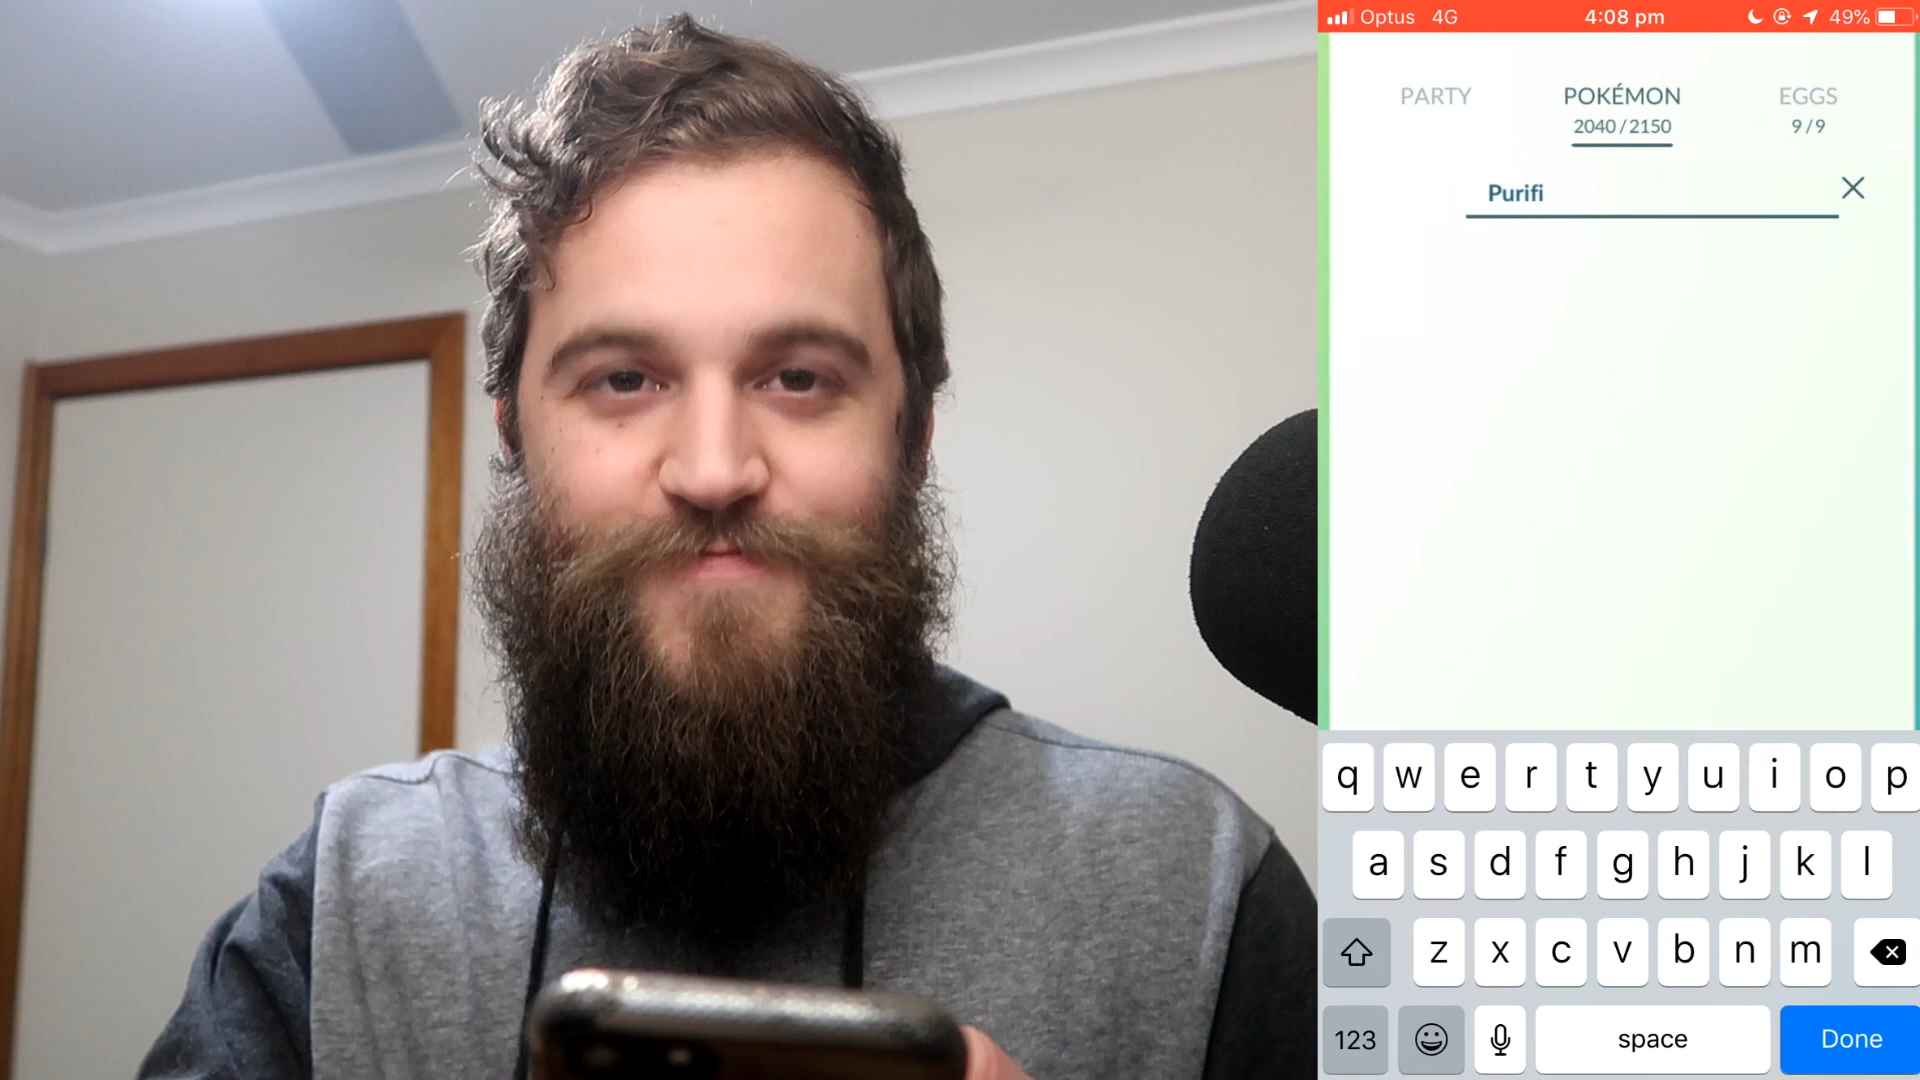 Optus 4G 4:08 pm 49%
PARTY POKÉMON EGGS
2040/2150 9/9
Purifi
q w e r t y u i o p
a s d f g h j k l
z x c v b n m
123 space Done